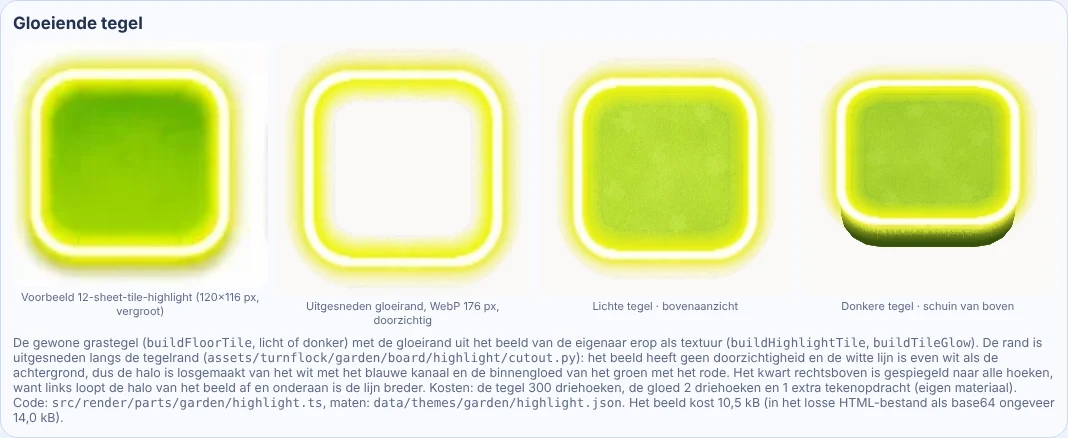 Gloeiende tegel
Voorbeeld 12-sheet-tile-highlight (120×116 px,
vergroot)
Uitgesneden gloeirand, WebP 176 px,
doorzichtig
Lichte tegel · bovenaanzicht
Donkere tegel · schuin van boven
De gewone grastegel (buildFloorTile, licht of donker) met de gloeirand uit het beeld van de eigenaar erop als textuur (buildHighlightTile, buildTileGlow). De rand is
uitgesneden langs de tegelrand (assets/turnflock/garden/board/highlight/cutout.py): het beeld heeft geen doorzichtigheid en de witte lijn is even wit als de
achtergrond, dus de halo is losgemaakt van het wit met het blauwe kanaal en de binnengloed van het groen met het rode. Het kwart rechtsboven is gespiegeld naar alle hoeken,
want links loopt de halo van het beeld af en onderaan is de lijn breder. Kosten: de tegel 300 driehoeken, de gloed 2 driehoeken en 1 extra tekenopdracht (eigen materiaal).
Code: src/render/parts/garden/highlight.ts, maten: data/themes/garden/highlight.json. Het beeld kost 10,5 kB (in het losse HTML-bestand als base64 ongeveer
14,0 kB).